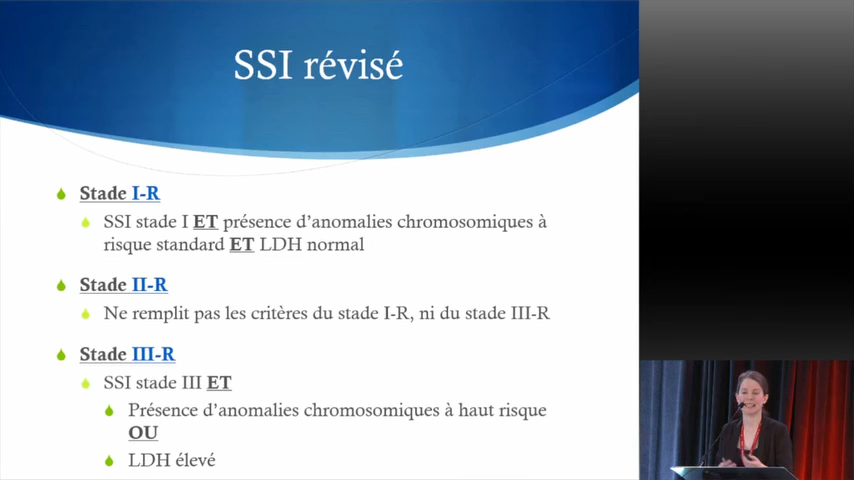 SSI révisé
Stade I-R
SSI stade I ET présence d'anomalies chromosomiques à
risque standard ET LDH normal
Stade II-R
Ne remplit pas les critères du stade I-R, ni du stade III-R
Stade III-R
SSI stade III ET
Présence d'anomalies chromosomiques à haut risque
OU
LDH élevé